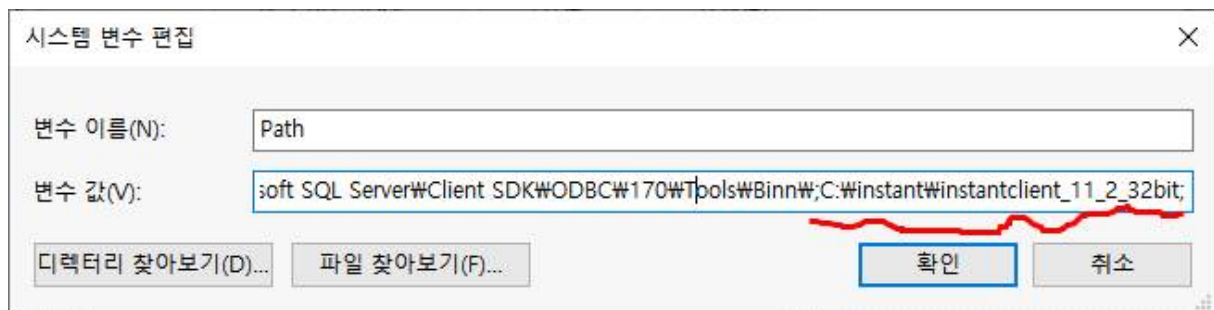 시스템 변수 편집
변수 이름(N):
Path
변수 값(V):
soft SQL Server₩Client SDK₩ODBC₩170₩Tools₩Binn₩;C:₩instant₩instantclient_11_2_32bit;
디렉터리 찾아보기(D)...
파일 찾아보기(F)...
확인
취소